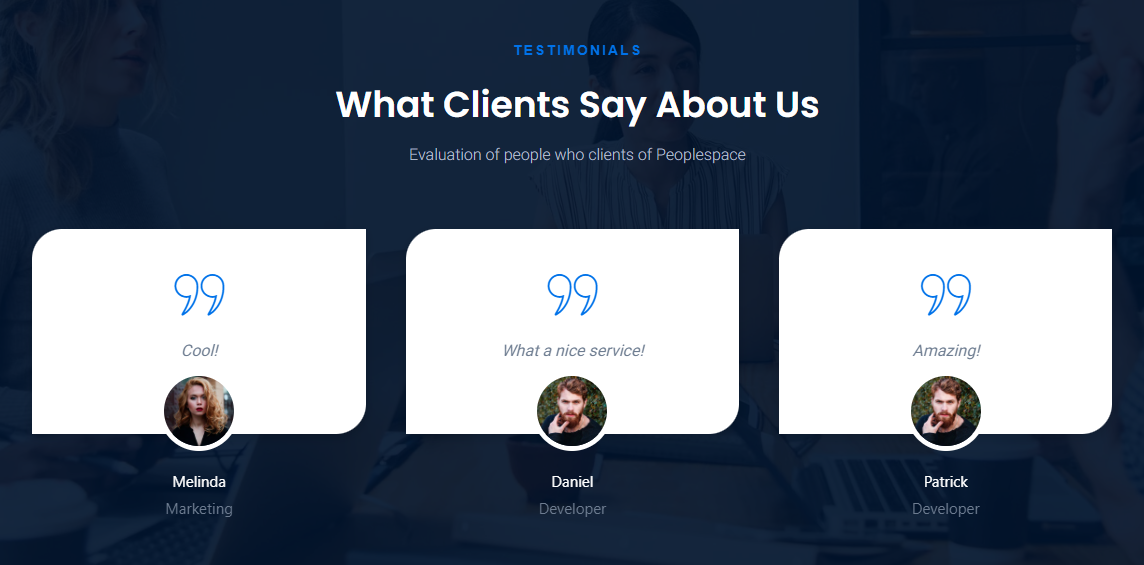 TESTIMONIALS
What Clients Say About Us
Evaluation of people who clients of Peoplespace
Cool!
Melinda
Marketing
What a nice service!
Daniel
Developer
Amazing!
Patrick
Developer